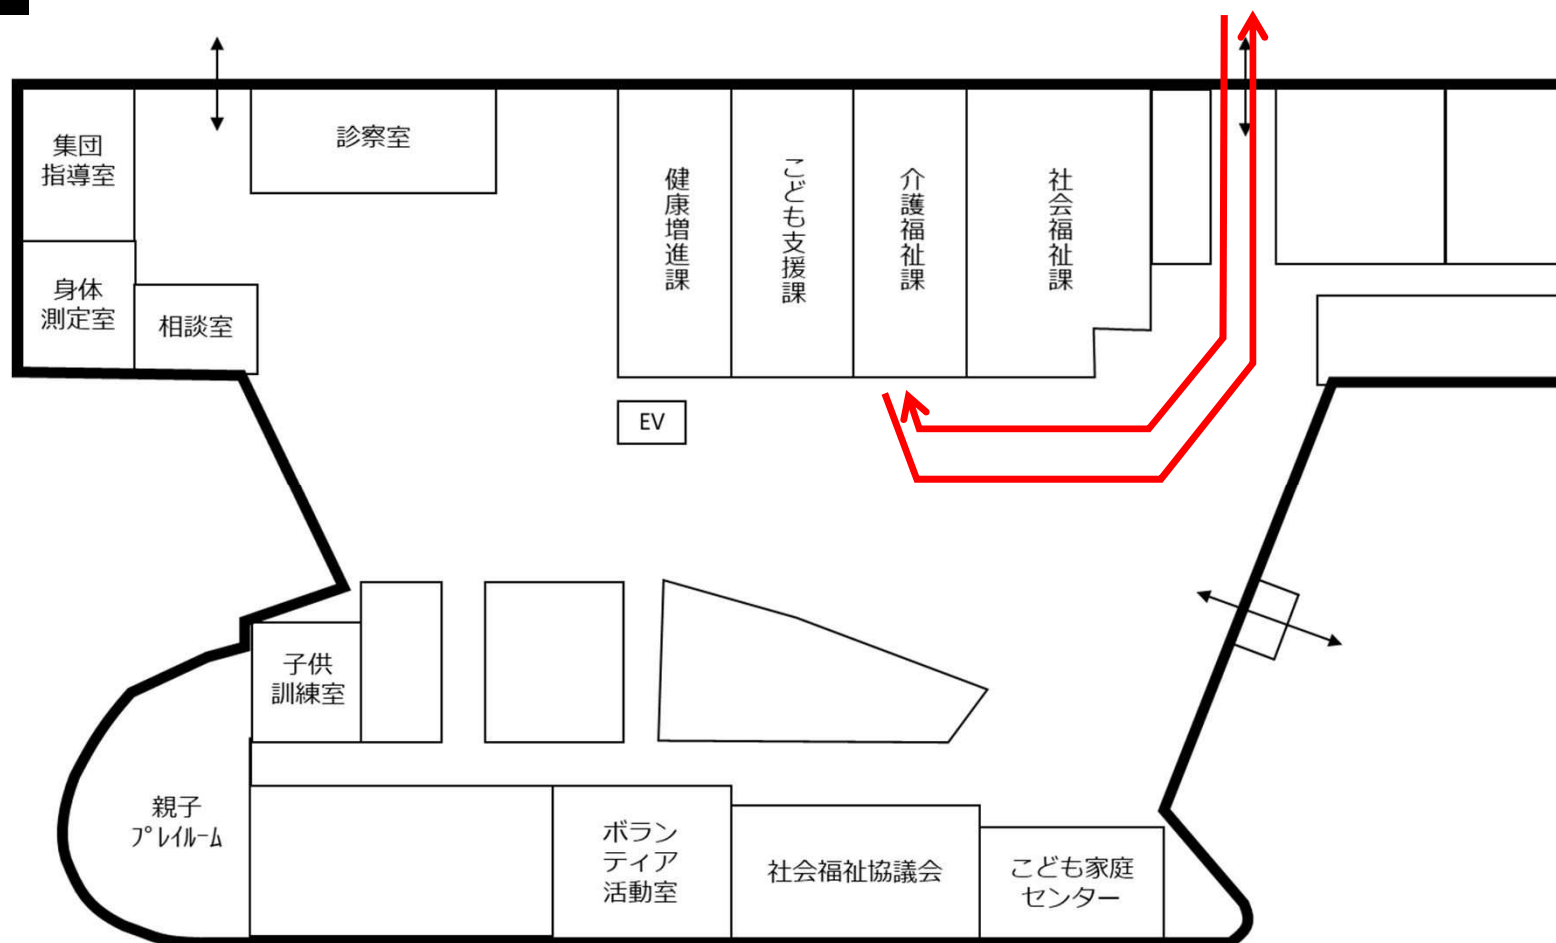 集団
指導室
診察室
健康増進課
こども支援課
介護福祉課
社会福祉課
身体
測定室
相談室
EV
子供
訓練室
親子
ﾌﾟﾚｲﾙｰﾑ
ボラン
ティア
活動室
社会福祉協議会
こども家庭
センター